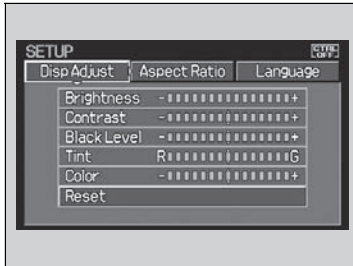 SETUP CTRL OFF
Disp Adjust Aspect Ratio Language
Brightness - +
Contrast - +
Black Level - +
Tint R G
Color - +
Reset